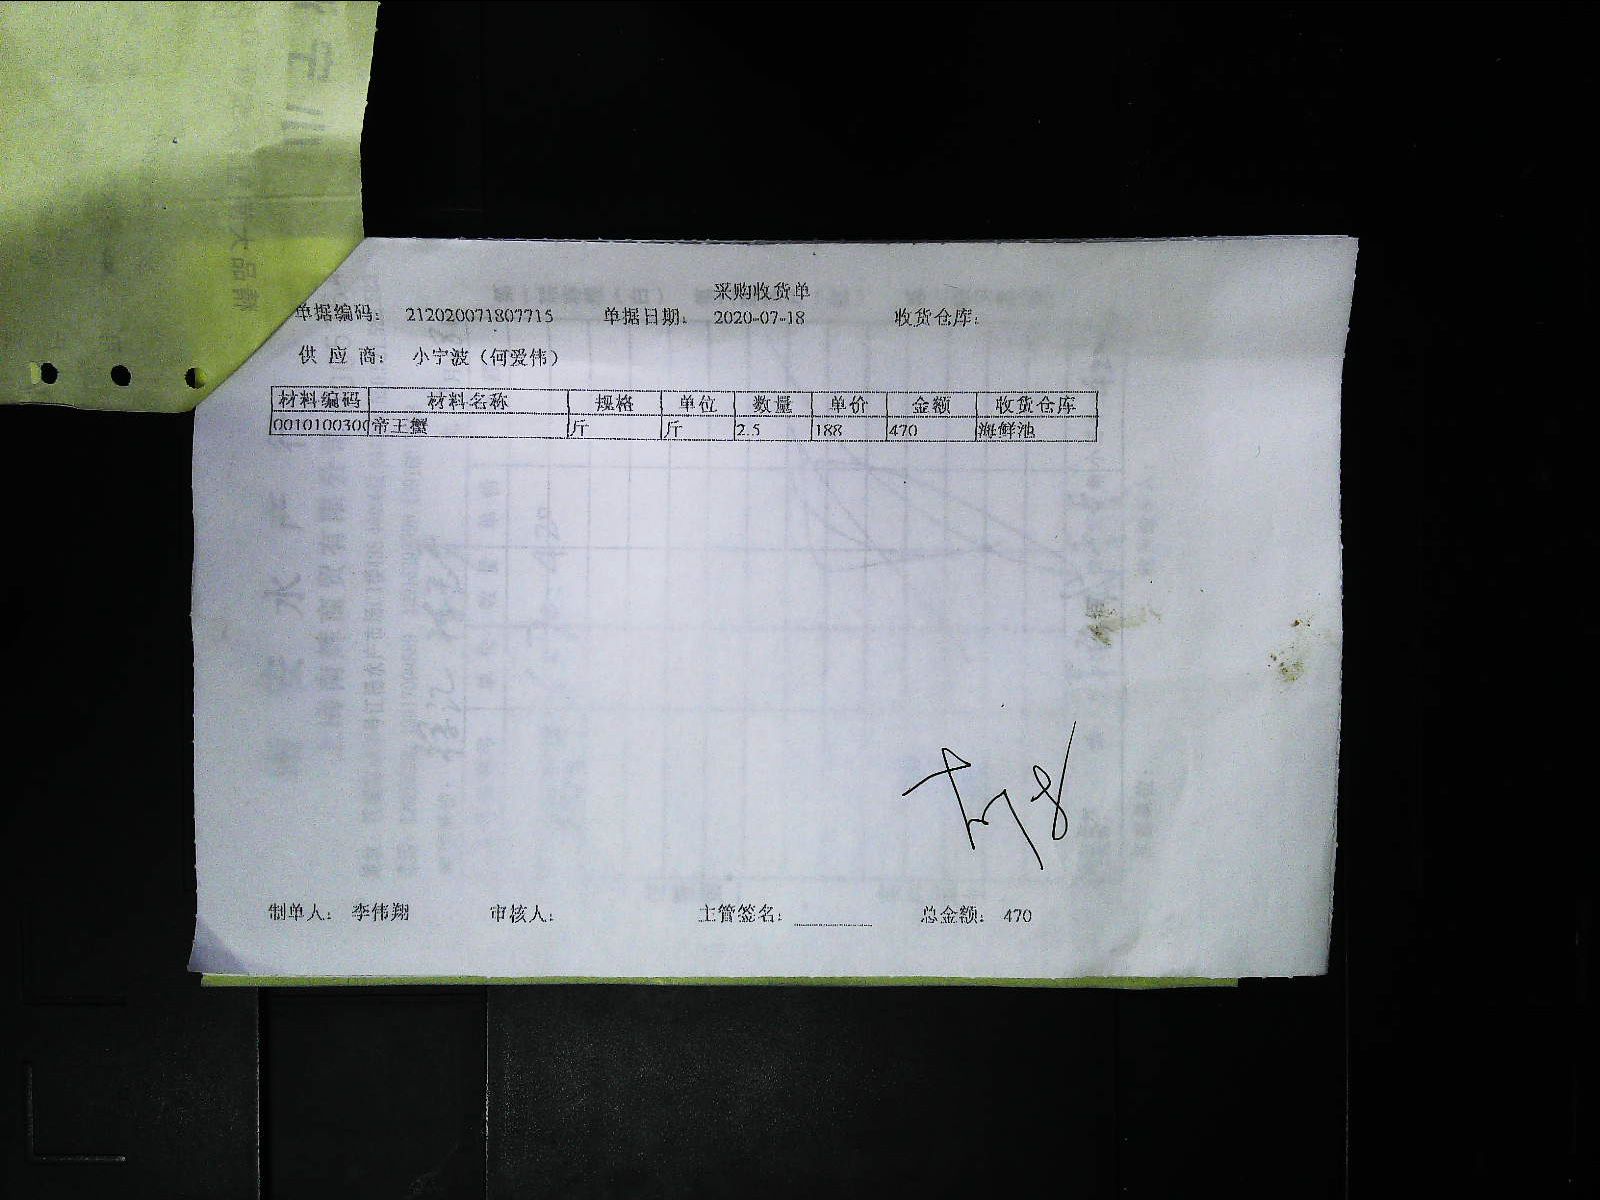 采购收货单
单据编码: 212020071807715 单据日期: 2020-07-18 收货仓库:
供 应 商: 小宁波(何爱伟)
材料编码 材料名称 规格 单位 数量 单价 金额 收货仓库
0010100300 帝王蟹 斤 斤 2.5 188 470 海鲜池
制单人: 李伟翔 审核人: 主管签名: 总金额: 470